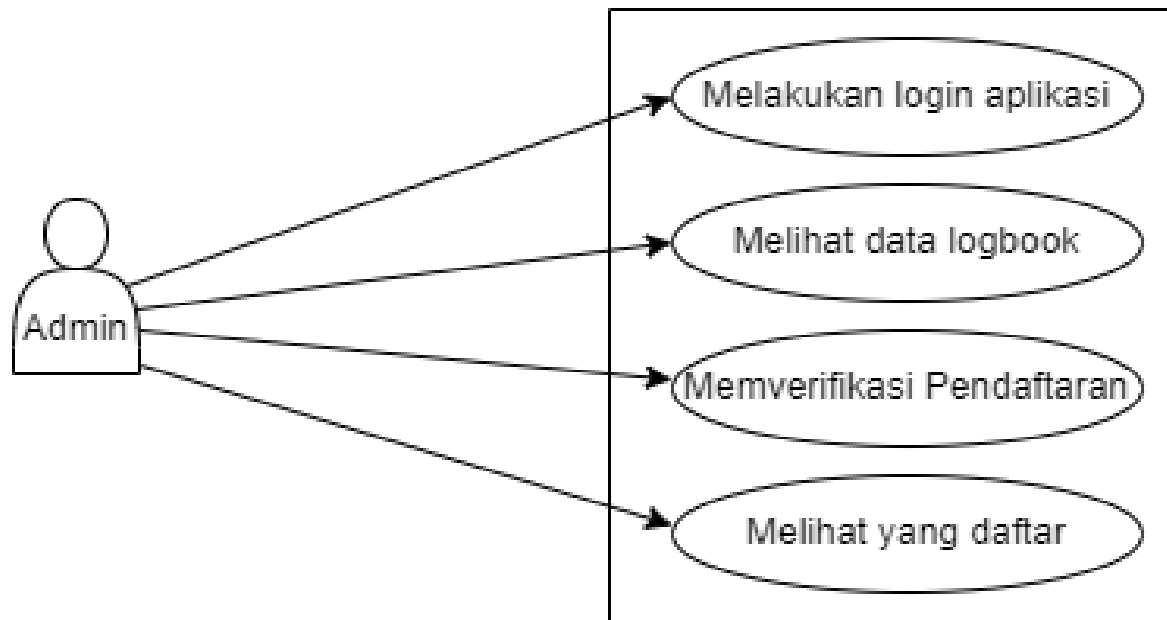 Melakukan login aplikasi
Melihat data logbook
Admin
Memverifikasi Pendaftaran
Melihat yang daftar